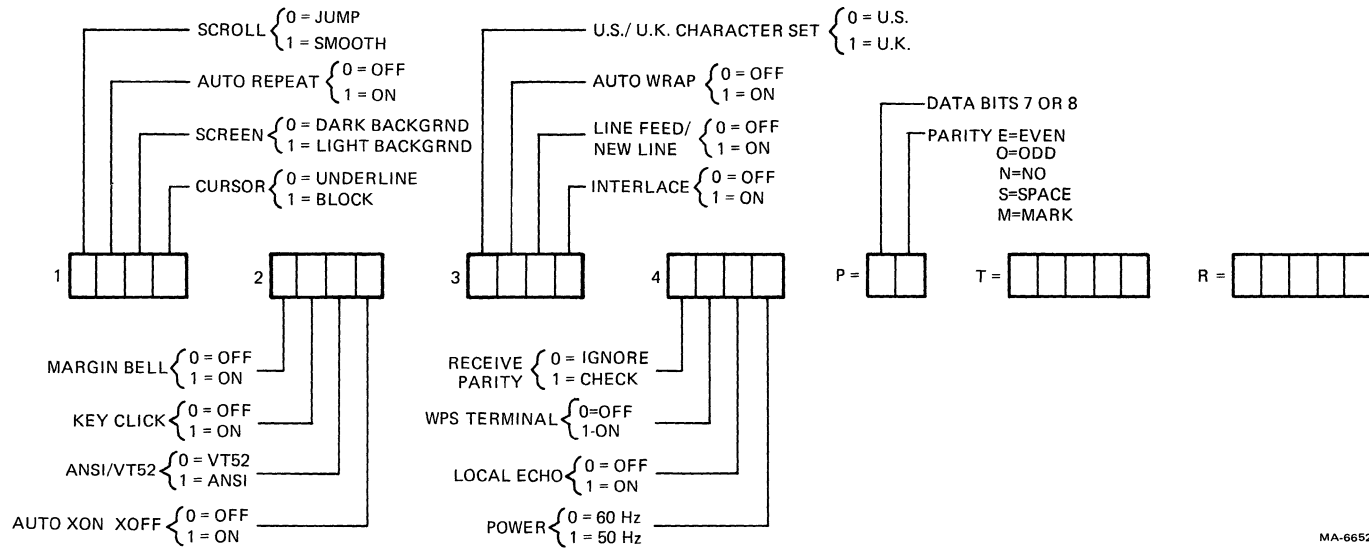 SCROLL { 0 = JUMP
1 = SMOOTH
AUTO REPEAT { 0 = OFF
1 = ON
SCREEN { 0 = DARK BACKGRND
1 = LIGHT BACKGRND
CURSOR { 0 = UNDERLINE
1 = BLOCK
U.S./ U.K. CHARACTER SET { 0 = U.S.
1 = U.K.
AUTO WRAP { 0 = OFF
1 = ON
LINE FEED/ { 0 = OFF
NEW LINE 1 = ON
INTERLACE { 0 = OFF
1 = ON
DATA BITS 7 OR 8
PARITY E=EVEN
O=ODD
N=NO
S=SPACE
M=MARK
1
2
3
4
P =
T =
R =
MARGIN BELL { 0 = OFF
1 = ON
KEY CLICK { 0 = OFF
1 = ON
ANSI/VT52 { 0 = VT52
1 = ANSI
AUTO XON XOFF { 0 = OFF
1 = ON
RECEIVE { 0 = IGNORE
PARITY 1 = CHECK
WPS TERMINAL { 0=OFF
1-ON
LOCAL ECHO { 0 = OFF
1 = ON
POWER { 0 = 60 Hz
1 = 50 Hz
MA-6652